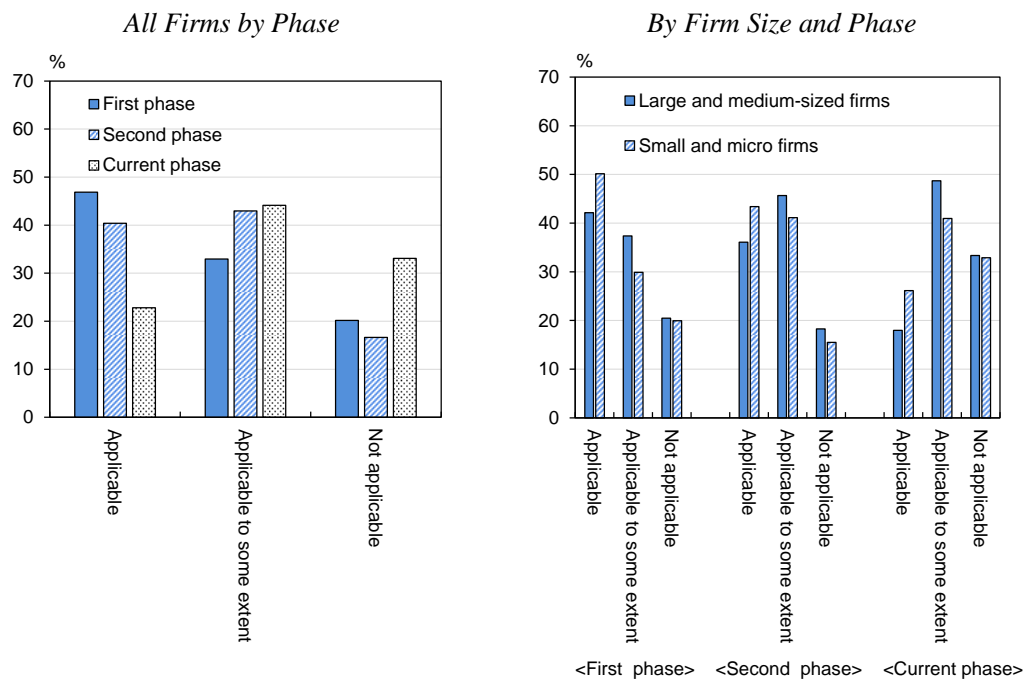 All Firms by Phase
%
70
60
50
40
30
20
10
0
First phase
Second phase
Current phase
Applicable
Applicable to some extent
Not applicable
By Firm Size and Phase
%
70
60
50
40
30
20
10
0
Large and medium-sized firms
Small and micro firms
Applicable
Applicable to some extent
Not applicable
Applicable
Applicable to some extent
Not applicable
Applicable
Applicable to some extent
Not applicable
<First phase>
<Second phase>
<Current phase>